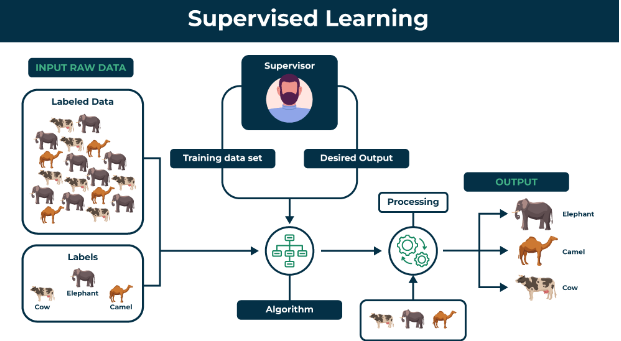 Supervised Learning
INPUT RAW DATA
Labeled Data
Supervisor
Training data set
Desired Output
Processing
OUTPUT
Elephant
Camel
Cow
Labels
Elephant
Cow
Camel
Algorithm